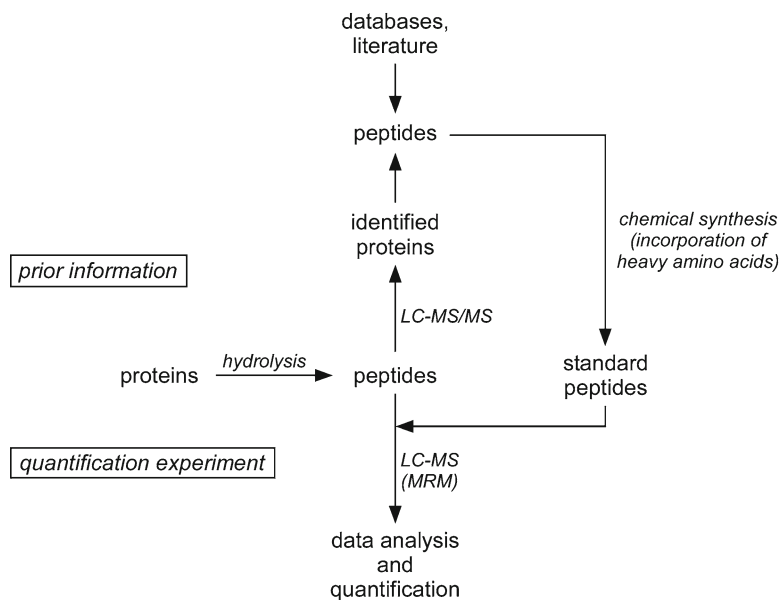 databases,
literature
peptides
identified
proteins
chemical synthesis
(incorporation of
heavy amino acids)
prior information
LC-MS/MS
proteins
hydrolysis
peptides
standard
peptides
quantification experiment
LC-MS
(MRM)
data analysis
and
quantification